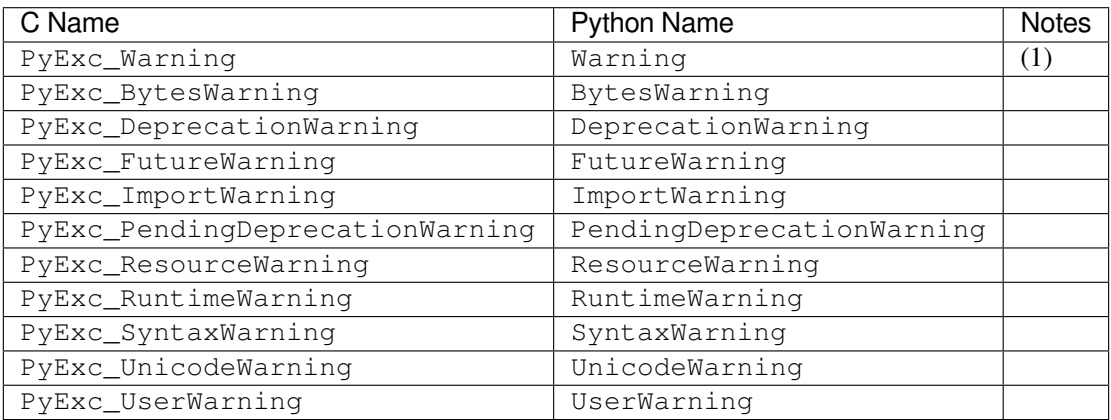 C Name Python Name Notes
PyExc_Warning Warning (1)
PyExc_BytesWarning BytesWarning
PyExc_DeprecationWarning DeprecationWarning
PyExc_FutureWarning FutureWarning
PyExc_ImportWarning ImportWarning
PyExc_PendingDeprecationWarning PendingDeprecationWarning
PyExc_ResourceWarning ResourceWarning
PyExc_RuntimeWarning RuntimeWarning
PyExc_SyntaxWarning SyntaxWarning
PyExc_UnicodeWarning UnicodeWarning
PyExc_UserWarning UserWarning